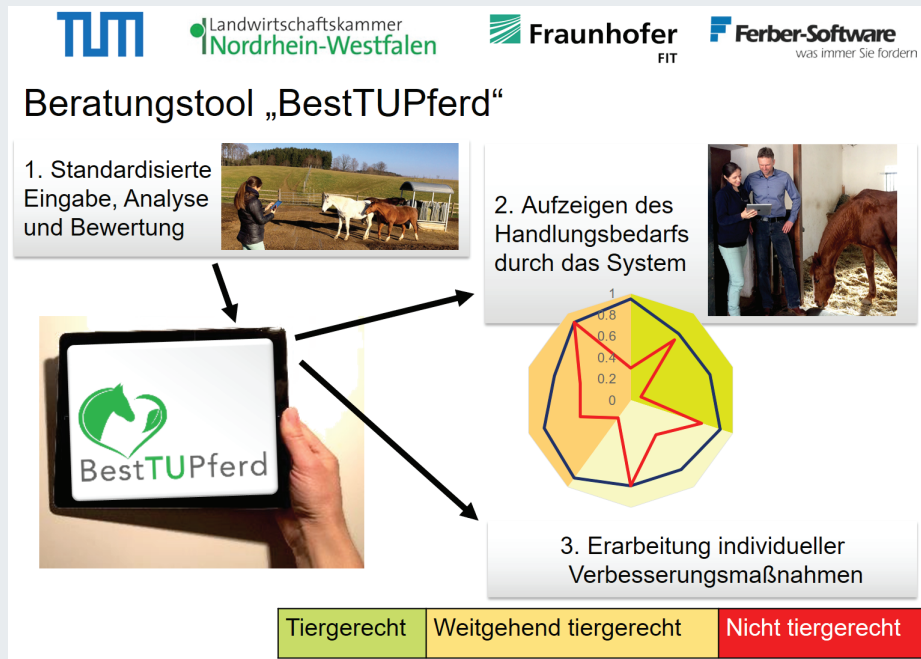 TUM
Landwirtschaftskammer
Nordrhein-Westfalen
Fraunhofer
FIT
Ferber-Software
was immer Sie fordern
Beratungstool „BestTUPferd“
1. Standardisierte
Eingabe, Analyse
und Bewertung
2. Aufzeigen des
Handlungsbedarfs
durch das System
1
0.8
0.6
0.4
0.2
0
BestTUPferd
3. Erarbeitung individueller
Verbesserungsmaßnahmen
Tiergerecht
Weitgehend tiergerecht
Nicht tiergerecht